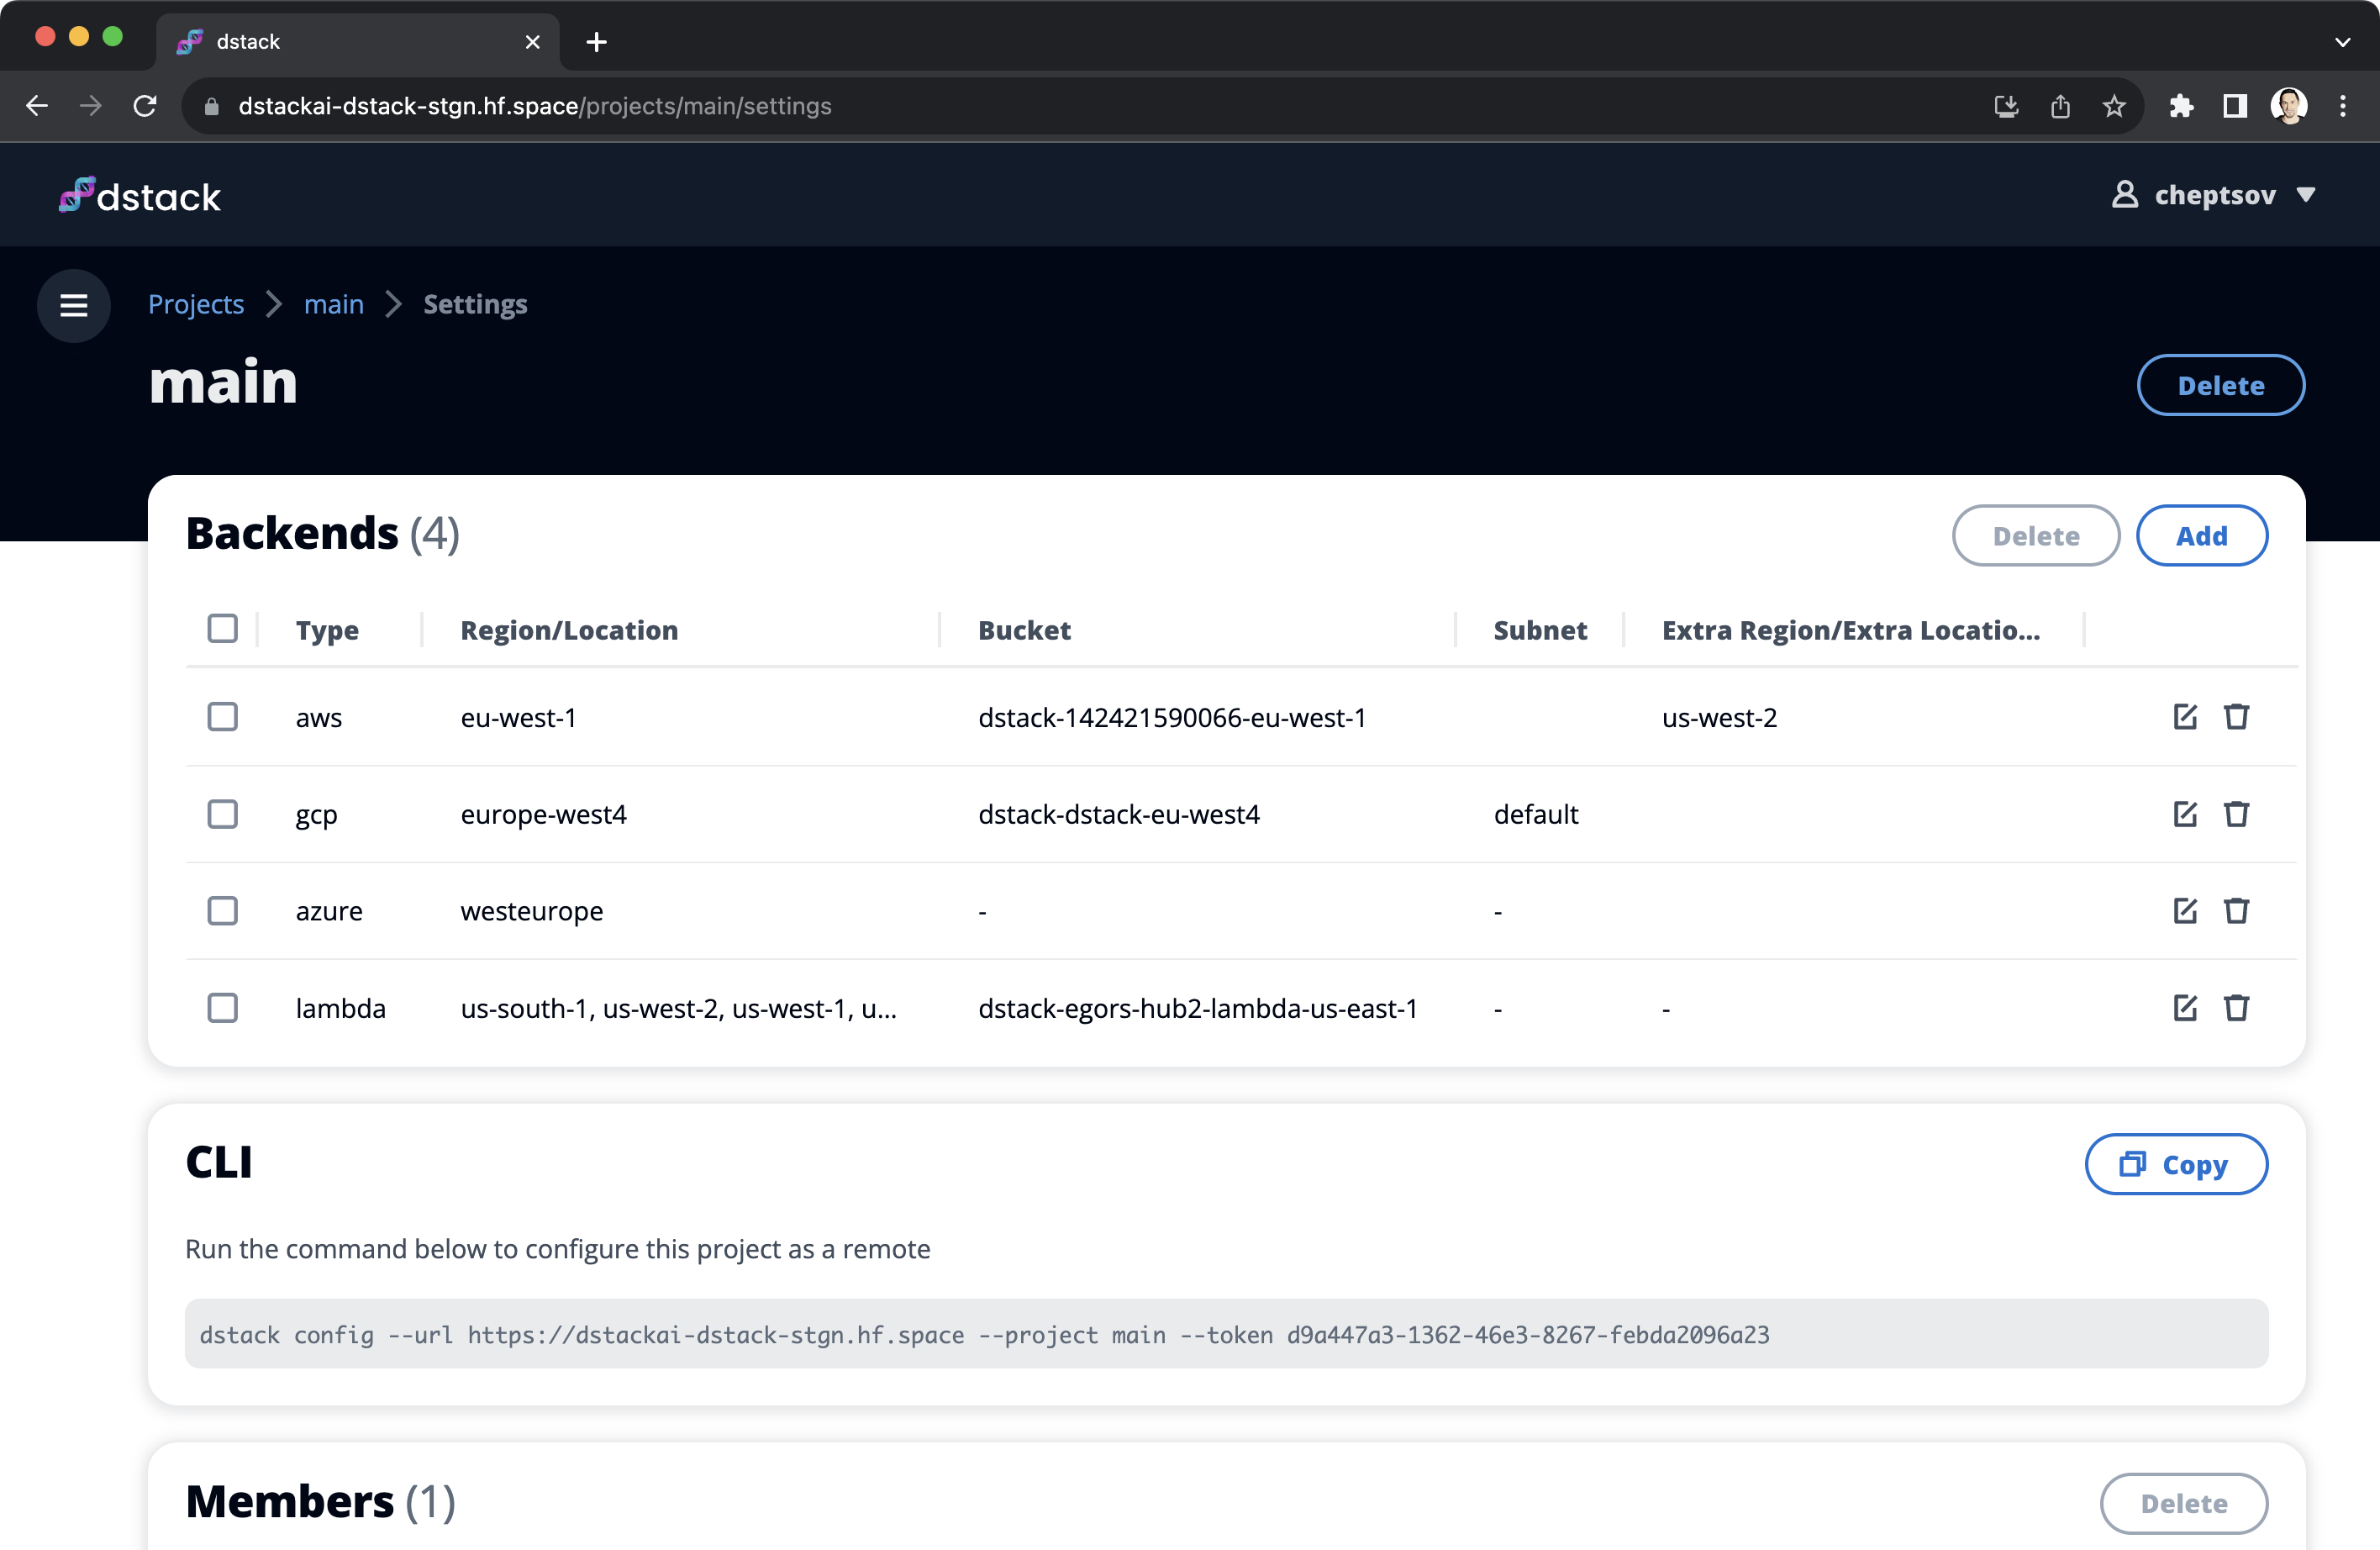 dstack
dstackai-dstack-stgn.hf.space/projects/main/settings
dstack
cheptsov
Projects main Settings
main
Delete
Backends (4)
Delete Add
Type Region/Location Bucket Subnet Extra Region/Extra Locatio...
aws eu-west-1 dstack-142421590066-eu-west-1 us-west-2
gcp europe-west4 dstack-dstack-eu-west4 default
azure westeurope - -
lambda us-south-1, us-west-2, us-west-1, u... dstack-egors-hub2-lambda-us-east-1 - -
CLI
Copy
Run the command below to configure this project as a remote
dstack config --url https://dstackai-dstack-stgn.hf.space --project main --token d9a447a3-1362-46e3-8267-febda2096a23
Members (1)
Delete